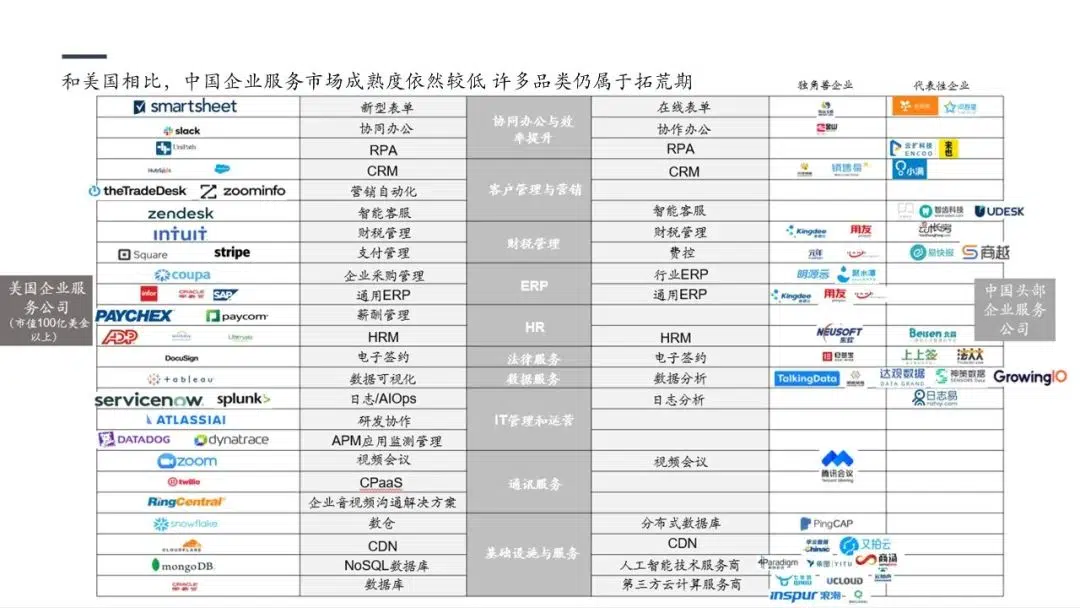 和美国相比，中国企业服务市场成熟度依然较低 许多品类仍属于拓荒期
独角兽企业 代表性企业
smartsheet 新型表单 协同办公与效率提升 在线表单
slack 协同办公 协作办公 金山
UiPath RPA RPA 云扩科技 ENCOO 来也
HubSpot CRM 客户管理与营销 CRM 销售易 小满
theTradeDesk zoominfo 营销自动化
zendesk 智能客服 智能客服 智齿科技 UDESK
INTUIT 财税管理 财税管理 财税管理 Kingdee 用友
Square stripe 支付管理 费控 元年 易快报 商越
coupa 企业采购管理 ERP 行业ERP 明源云 聚水潭
infor ORACLE SAP 通用ERP 通用ERP Kingdee 用友
美国企业服务公司
（市值100亿美金以上）
中国头部企业服务公司
PAYCHEX paycom 薪酬管理 HR
ADP Ultimate HRM HRM NEUSOFT 东软 Beisen 北森
DocuSign 电子签约 法律服务 电子签约 上上签 法大大
tableau 数据可视化 数据服务 数据分析 TalkingData 达观数据 DATA GRAND 神策数据 SENSORS Data GrowingIO
servicenow splunk 日志/AIOps IT管理和运营 日志分析 日志易 rizhiyi.com
ATLASSIAI 研发协作
DATADOG dynatrace APM应用监测管理
zoom 视频会议 通讯服务 视频会议 腾讯会议 Tencent Meeting
twilio CPaaS
RingCentral 企业音视频沟通解决方案
snowflake 数仓 基础设施与服务 分布式数据库 PingCAP
CLOUDFLARE CDN CDN Chinac 又拍云
mongoDB NoSQL数据库 人工智能技术服务商 4Paradigm 依图 YITU 商汤
ORACLE 数据库 第三方云计算服务商 七牛云 UCLOUD
inspur 浪潮